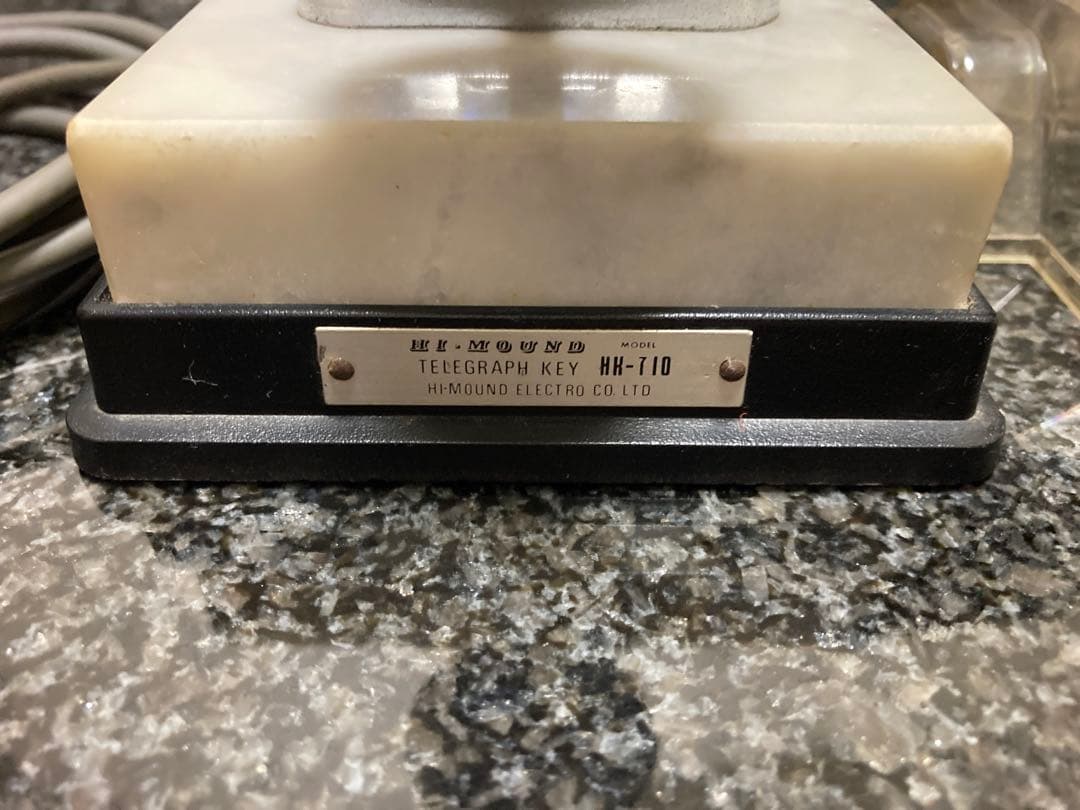 HI-MOUND MODEL
TELEGRAPH KEY HK-710
HI-MOUND ELECTRO CO. LTD